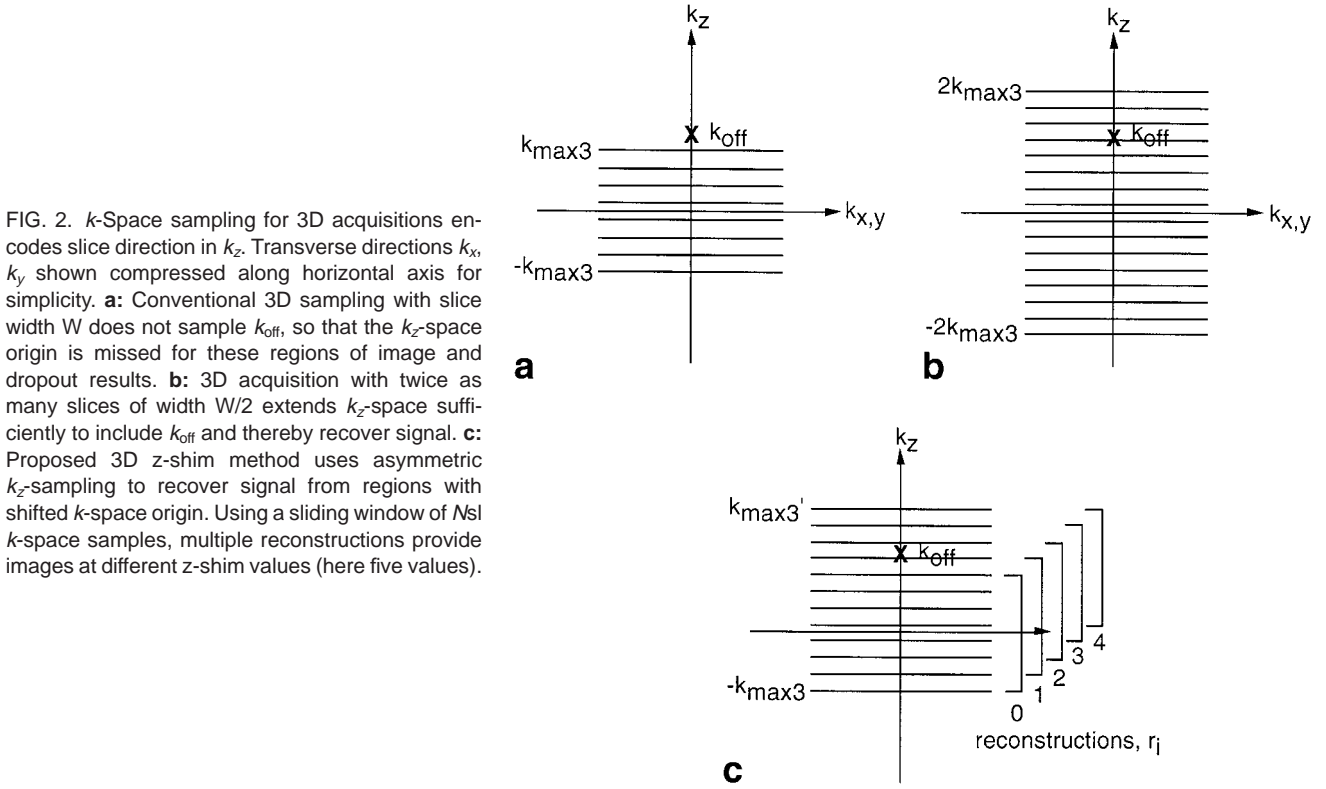 FIG. 2. k-Space sampling for 3D acquisitions en-
codes slice direction in kz. Transverse directions kx,
ky shown compressed along horizontal axis for
simplicity. a: Conventional 3D sampling with slice
width W does not sample koff, so that the kz-space
origin is missed for these regions of image and
dropout results. b: 3D acquisition with twice as
many slices of width W/2 extends kz-space suffi-
ciently to include koff and thereby recover signal. c:
Proposed 3D z-shim method uses asymmetric
kz-sampling to recover signal from regions with
shifted k-space origin. Using a sliding window of Nsl
k-space samples, multiple reconstructions provide
images at different z-shim values (here five values).
kz
koff
kmax3
kx,y
-kmax3
a
kz
2kmax3
koff
kx,y
-2kmax3
b
kz
kmax3'
koff
-kmax3
0
1
2
3
4
reconstructions, ri
c